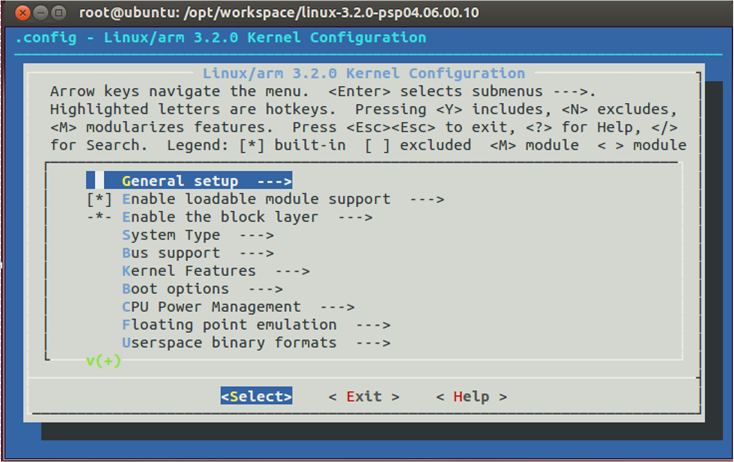 root@ubuntu: /opt/workspace/linux-3.2.0-psp04.06.00.10
.config - Linux/arm 3.2.0 Kernel Configuration
Linux/arm 3.2.0 Kernel Configuration
Arrow keys navigate the menu.  <Enter> selects submenus --->.
Highlighted letters are hotkeys.  Pressing <Y> includes, <N> excludes,
<M> modularizes features.  Press <Esc><Esc> to exit, <?> for Help, </>
for Search.  Legend: [*] built-in  [ ] excluded  <M> module  < > module
General setup  --->
[*] Enable loadable module support  --->
-*- Enable the block layer  --->
System Type  --->
Bus support  --->
Kernel Features  --->
Boot options  --->
CPU Power Management  --->
Floating point emulation  --->
Userspace binary formats  --->
v(+)
<Select>    < Exit >    < Help >